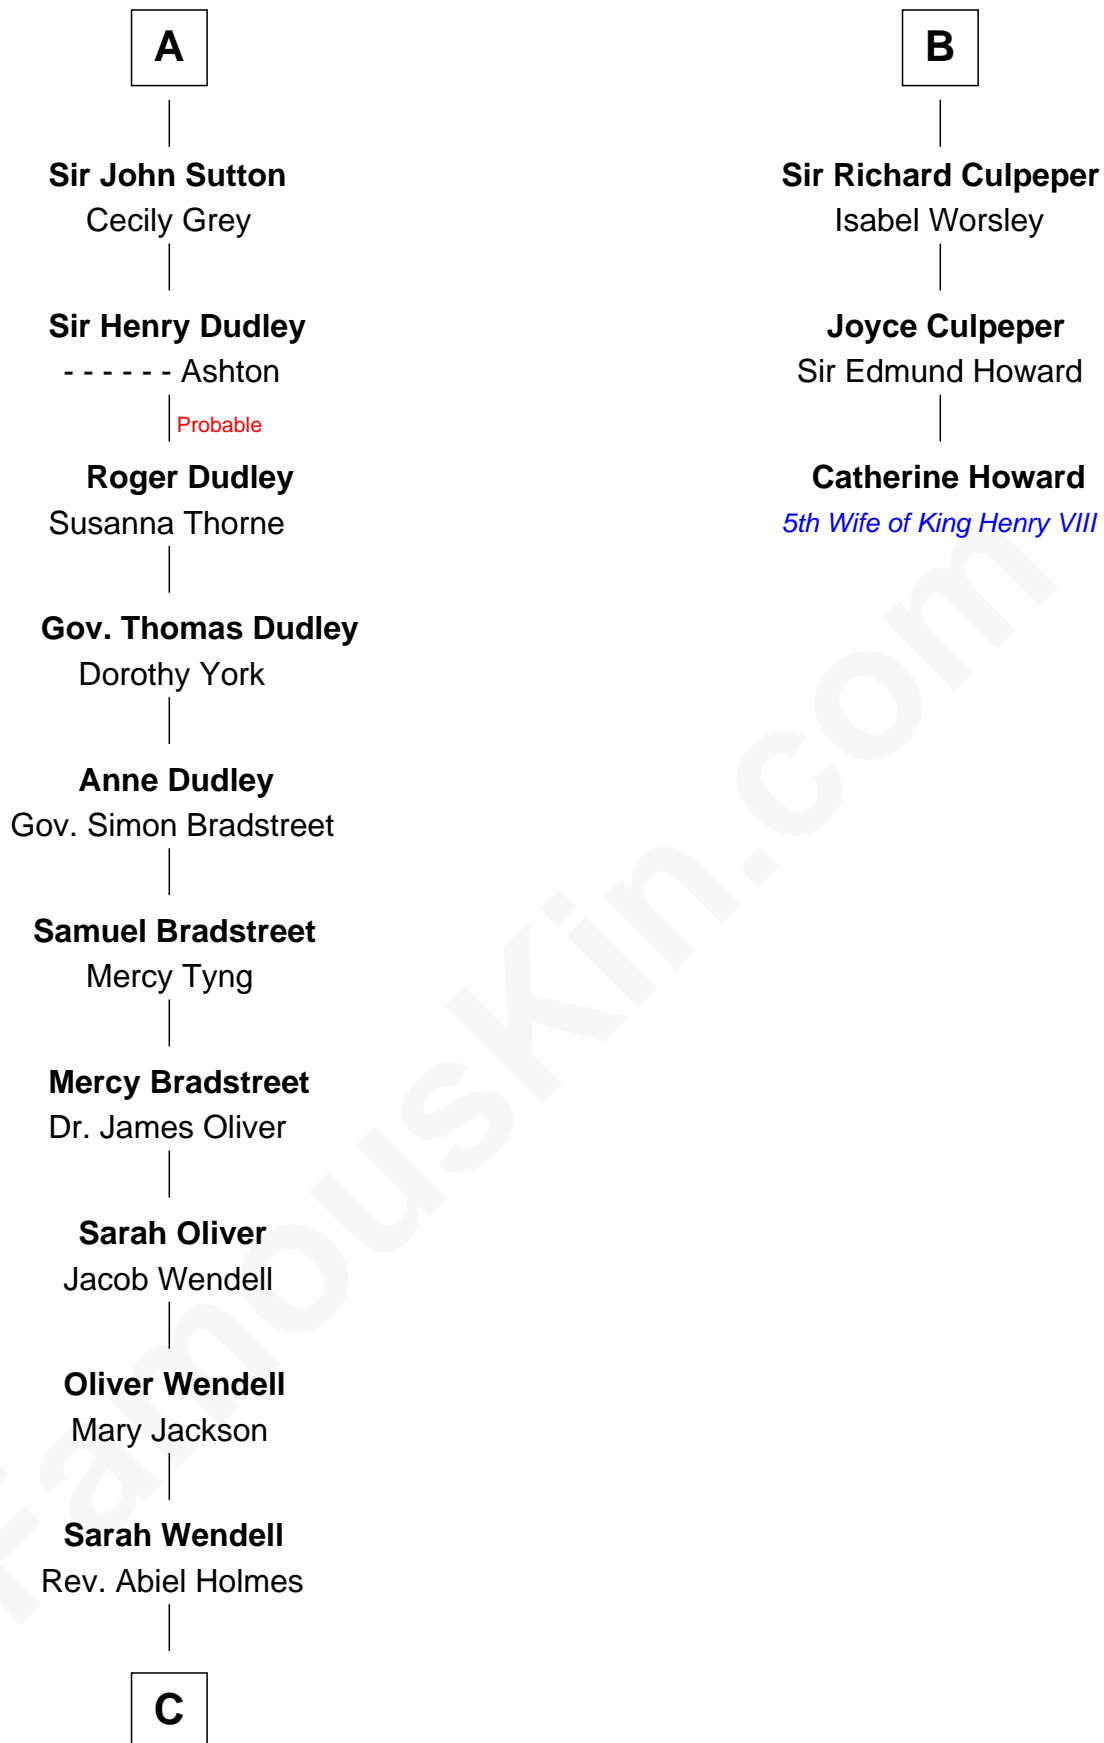 A
Sir John Sutton
Cecily Grey
Sir Henry Dudley
- - - - - - Ashton
Probable
Roger Dudley
Susanna Thorne
Gov. Thomas Dudley
Dorothy York
Anne Dudley
Gov. Simon Bradstreet
Samuel Bradstreet
Mercy Tyng
Mercy Bradstreet
Dr. James Oliver
Sarah Oliver
Jacob Wendell
Oliver Wendell
Mary Jackson
Sarah Wendell
Rev. Abiel Holmes
C
B
Sir Richard Culpeper
Isabel Worsley
Joyce Culpeper
Sir Edmund Howard
Catherine Howard
5th Wife of King Henry VIII
FamousKin.com